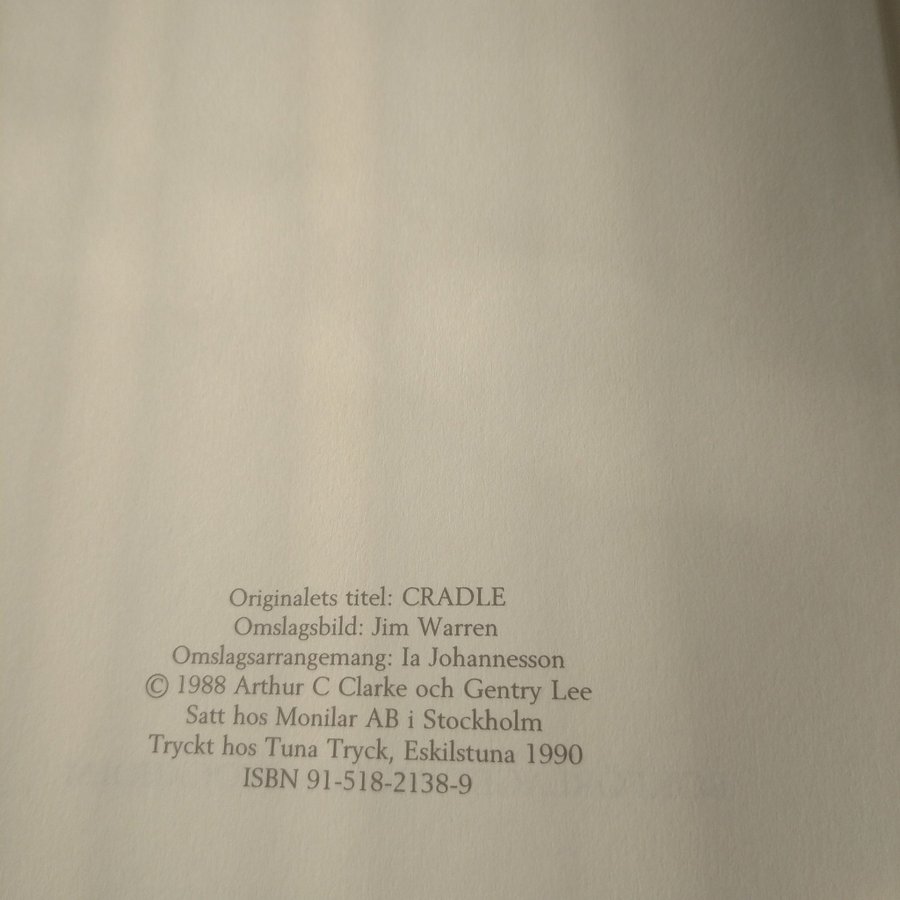 Originalets titel: CRADLE
Omslagsbild: Jim Warren
Omslagsarrangemang: Ia Johannesson
© 1988 Arthur C Clarke och Gentry Lee
Satt hos Monilar AB i Stockholm
Tryckt hos Tuna Tryck, Eskilstuna 1990
ISBN 91-518-2138-9